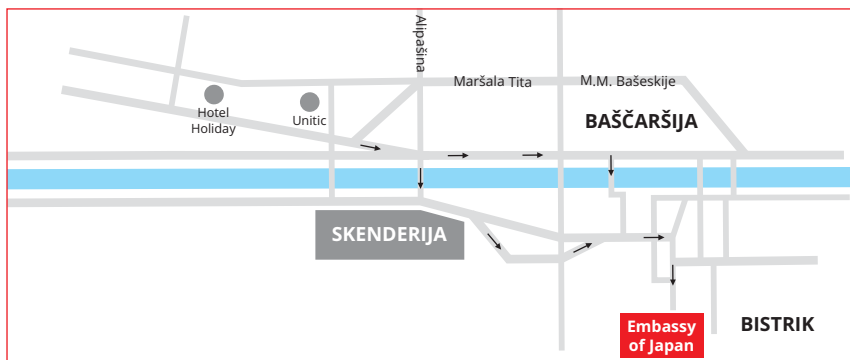 Alipašina
Maršala Tita
M.M. Bašeskije
Hotel
Holiday
Unitic
BAŠČARŠIJA
SKENDERIJA
Embassy
of Japan
BISTRIK